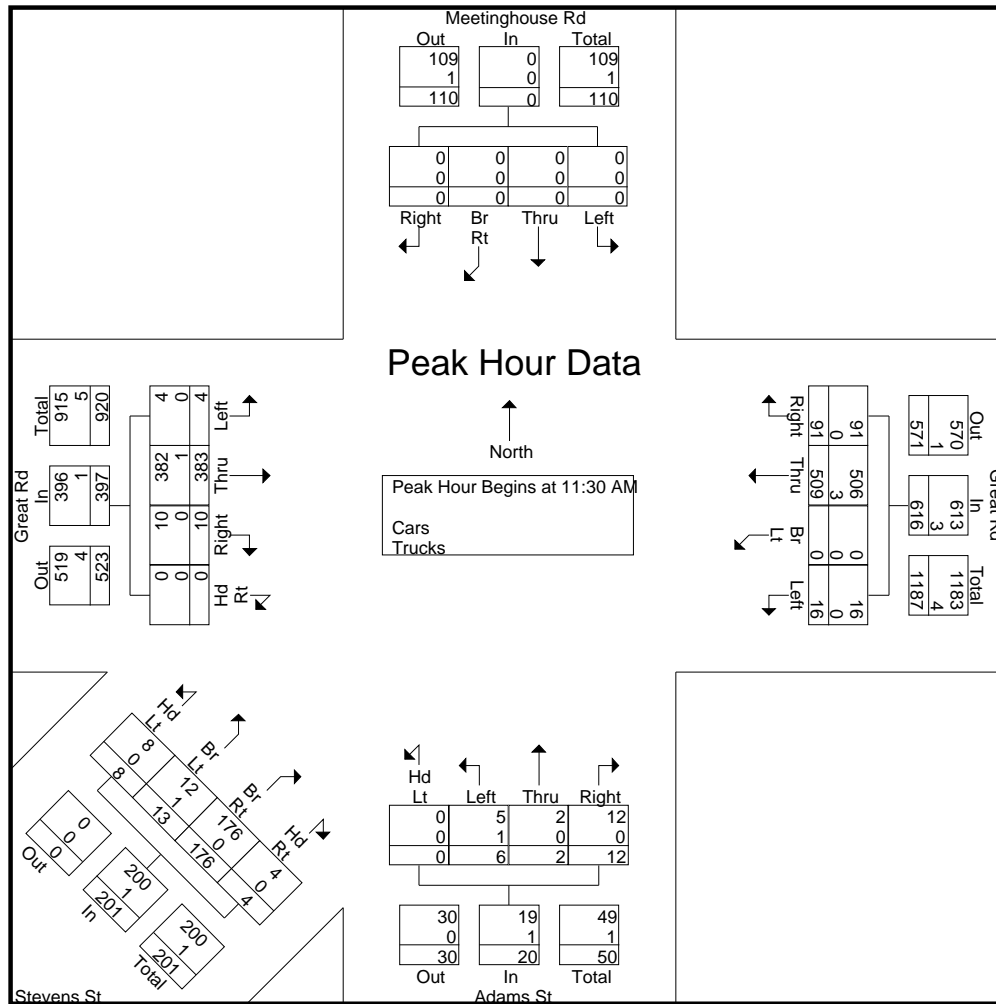 Meetinghouse Rd
Out In Total
109 0 109
1 0 1
110 0 110
0 0 0 0
0 0 0 0
0 0 0 0
Right Br Rt Thru Left
Peak Hour Data
North
Peak Hour Begins at 11:30 AM
Cars
Trucks
Great Rd
Total In Out
915 396 519
5 1 4
920 397 523
4 382 10 0
0 1 0 0
4 383 10 0
Left Thru Right Hd Rt
Great Rd
Out In Total
570 613 1183
1 3 4
571 616 1187
91 506 0 16
0 3 0 0
91 509 0 16
Right Thru Br Lt Left
Hd Lt Br Lt Br Rt Hd Rt
8 12 176 4
0 1 0 0
8 13 176 4
0 200 200
0 1 1
0 201 201
Out In Total
Stevens St
Hd Lt Left Thru Right
0 5 2 12
0 1 0 0
0 6 2 12
30 19 49
0 1 1
30 20 50
Out In Total
Adams St